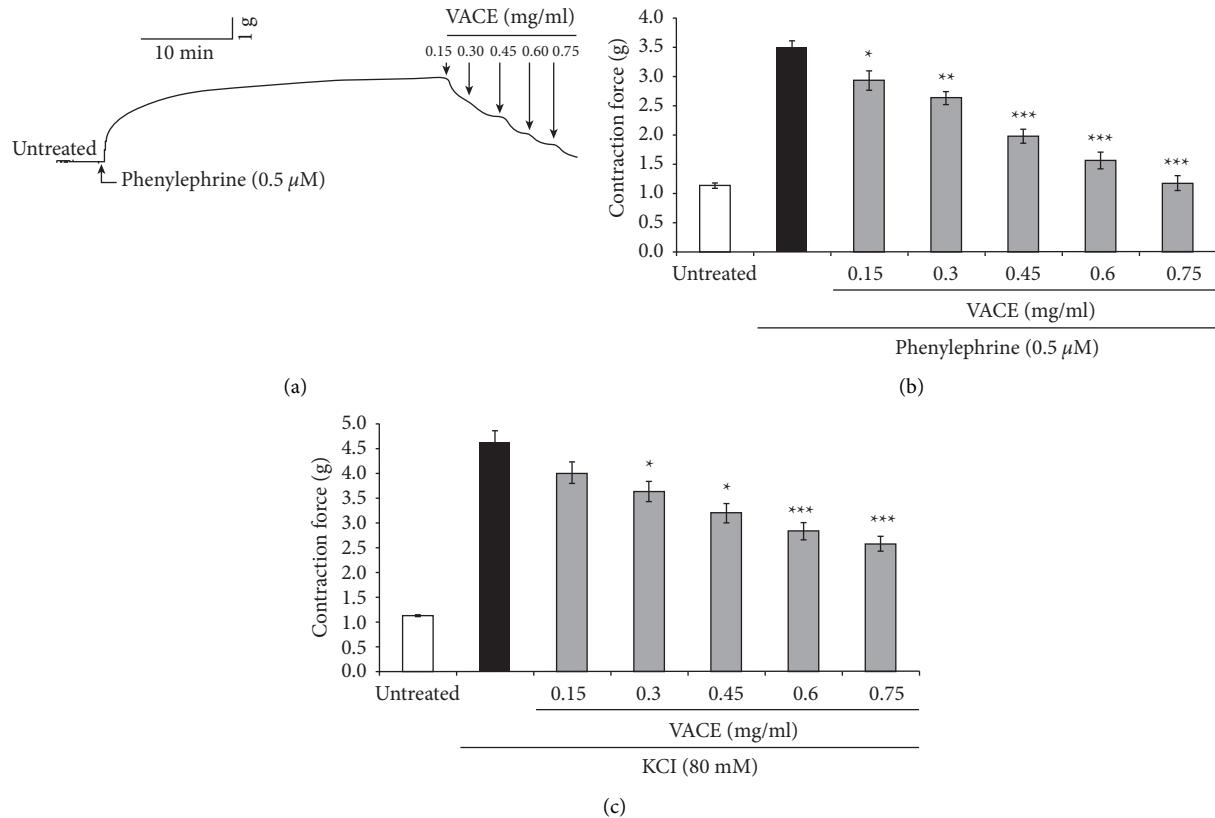 1 g
10 min
VACE (mg/ml)
0.15 0.30 0.45 0.60 0.75
Untreated
Phenylephrine (0.5 μM)
(a)
Contraction force (g)
4.0
3.5
3.0
2.5
2.0
1.5
1.0
0.5
0.0
* ** *** *** ***
Untreated 0.15 0.3 0.45 0.6 0.75
VACE (mg/ml)
Phenylephrine (0.5 μM)
(b)
Contraction force (g)
5.0
4.5
4.0
3.5
3.0
2.5
2.0
1.5
1.0
0.5
0.0
* * *** ***
Untreated 0.15 0.3 0.45 0.6 0.75
VACE (mg/ml)
KCI (80 mM)
(c)